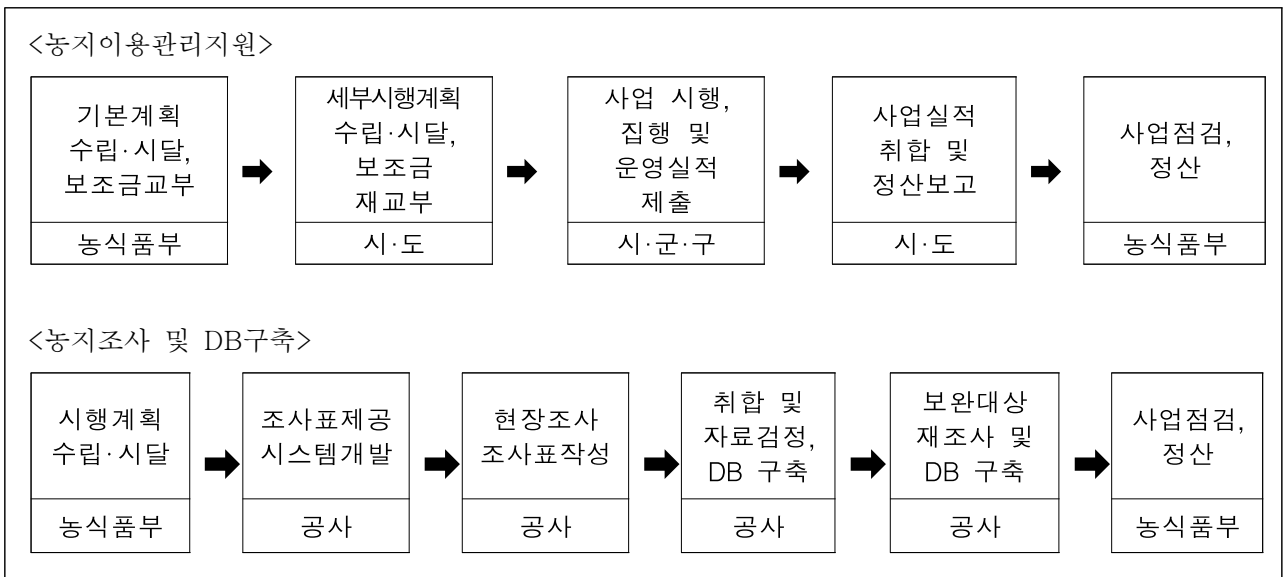 <농지이용관리지원>
기본계획
수립·시달,
보조금교부
농식품부
세부시행계획
수립·시달,
보조금
재교부
시·도
사업 시행,
집행 및
운영실적
제출
시·군·구
사업실적
취합 및
정산보고
시·도
사업점검,
정산
농식품부
<농지조사 및 DB구축>
시행계획
수립·시달
농식품부
조사표제공
시스템개발
공사
현장조사
조사표작성
공사
취합 및
자료검정,
DB 구축
공사
보완대상
재조사 및
DB 구축
공사
사업점검,
정산
농식품부